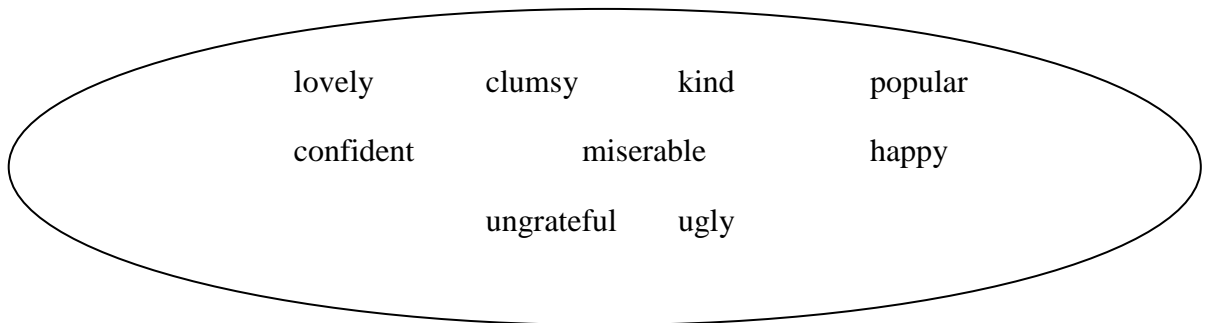 lovely clumsy kind popular
confident miserable happy
ungrateful ugly